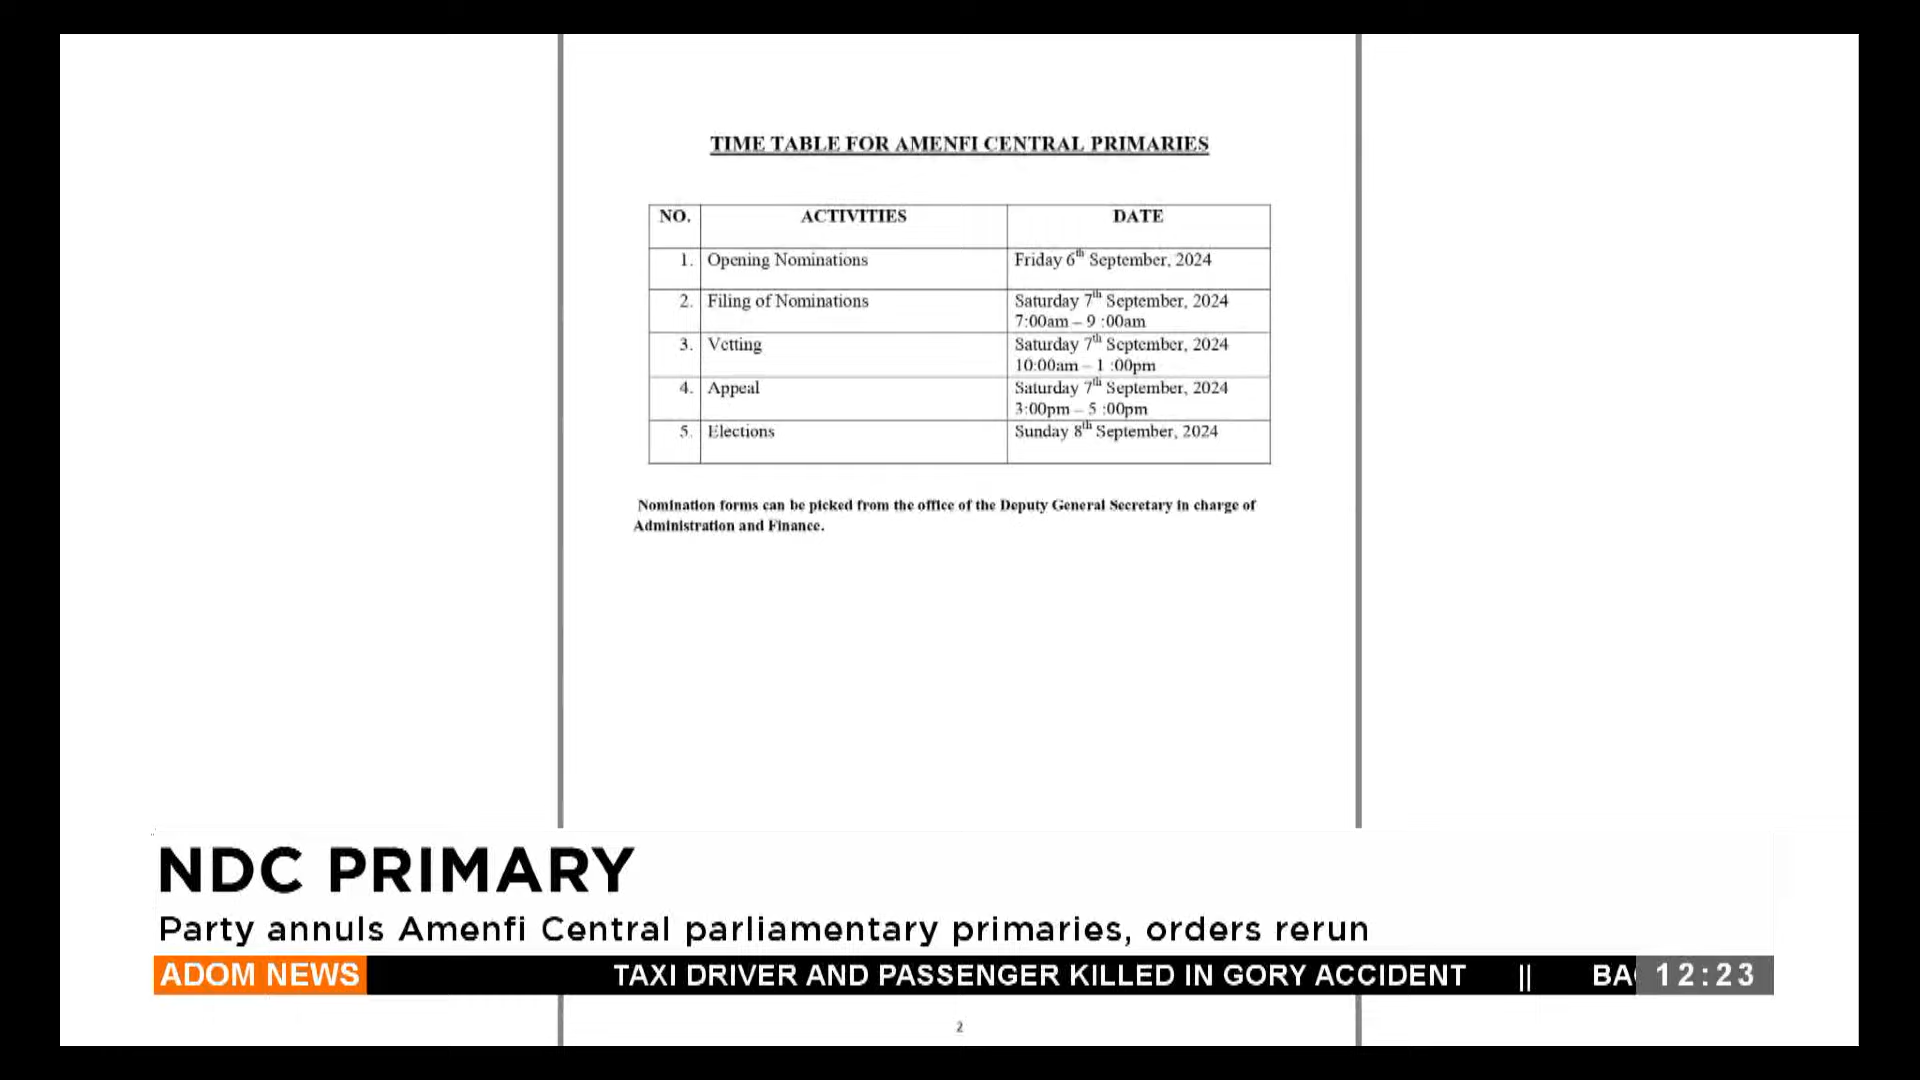 TIME TABLE FOR AMENFI CENTRAL PRIMARIES
NO. ACTIVITIES DATE
1. Opening Nominations Friday 6th September, 2024
2. Filing of Nominations Saturday 7th September, 2024
7:00am – 9 :00am
3. Vetting Saturday 7th September, 2024
10:00am – 1 :00pm
4. Appeal Saturday 7th September, 2024
3:00pm – 5 :00pm
5. Elections Sunday 8th September, 2024
Nomination forms can be picked from the office of the Deputy General Secretary in charge of
Administration and Finance.
NDC PRIMARY
Party annuls Amenfi Central parliamentary primaries, orders rerun
ADOM NEWS TAXI DRIVER AND PASSENGER KILLED IN GORY ACCIDENT || 12:23
2